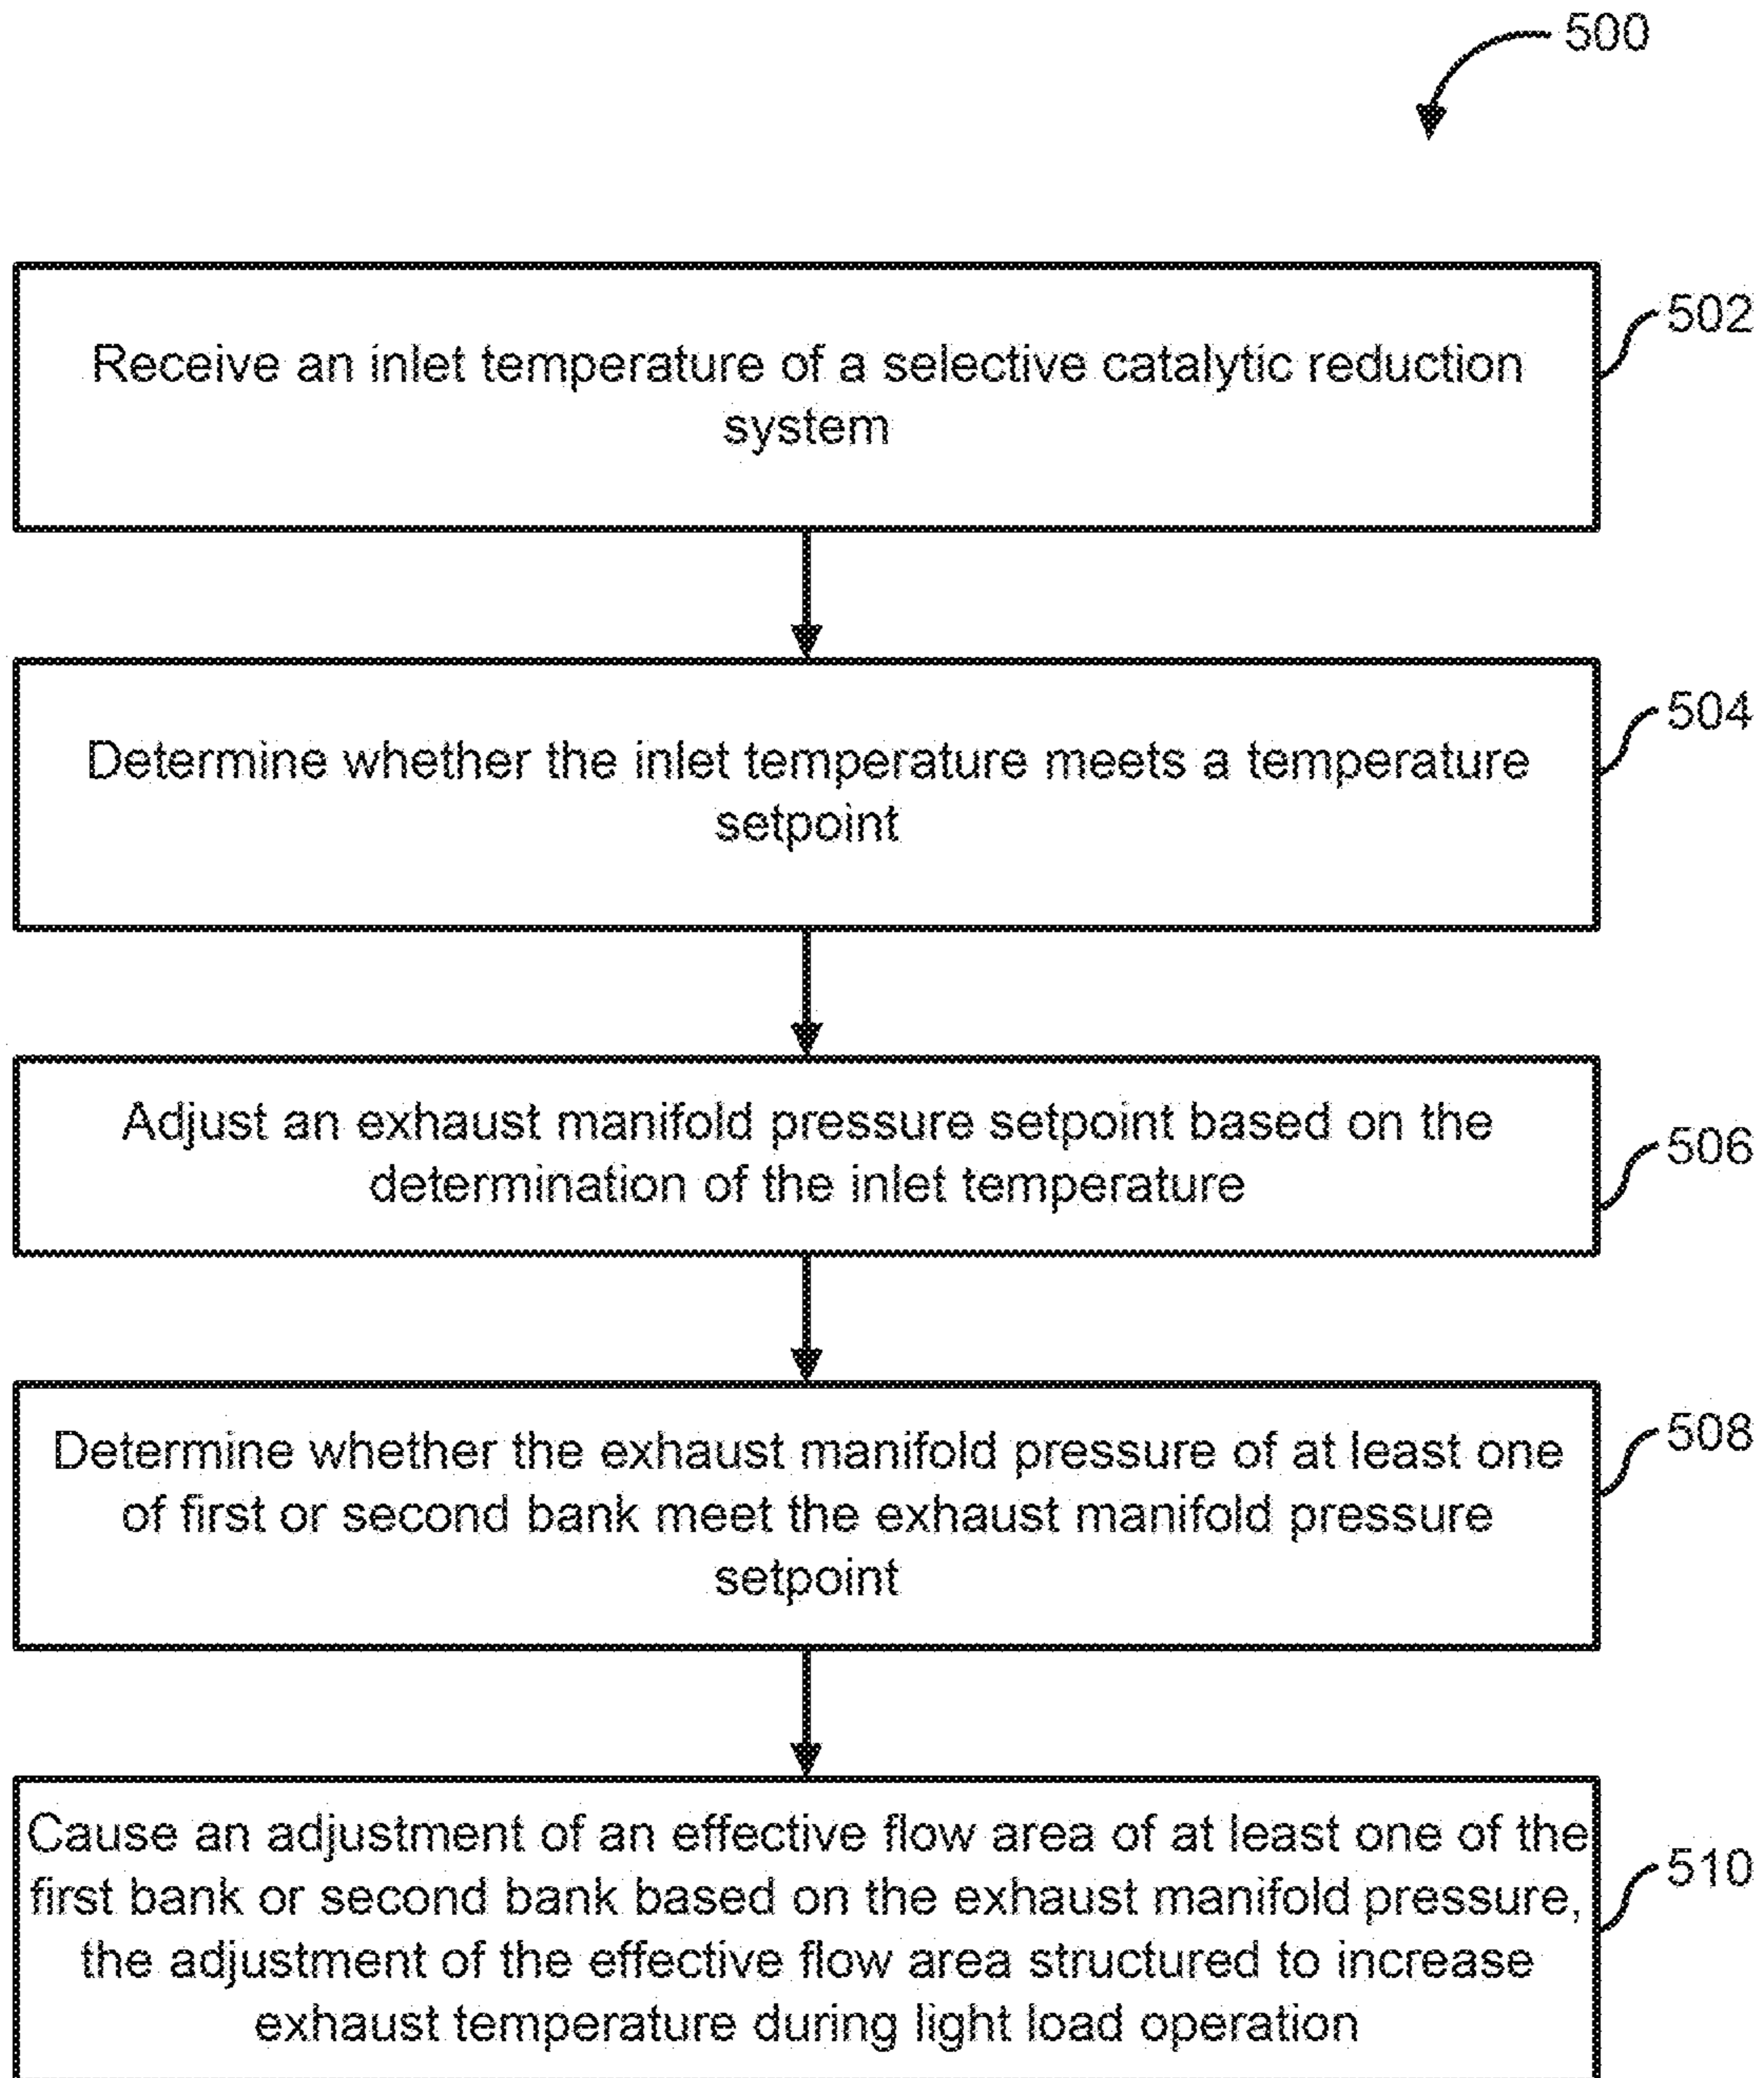 500
Receive an inlet temperature of a selective catalytic reduction
system
502
Determine whether the inlet temperature meets a temperature
setpoint
504
Adjust an exhaust manifold pressure setpoint based on the
determination of the inlet temperature
506
Determine whether the exhaust manifold pressure of at least one
of first or second bank meet the exhaust manifold pressure
setpoint
508
Cause an adjustment of an effective flow area of at least one of the
first bank or second bank based on the exhaust manifold pressure,
the adjustment of the effective flow area structured to increase
exhaust temperature during light load operation
510